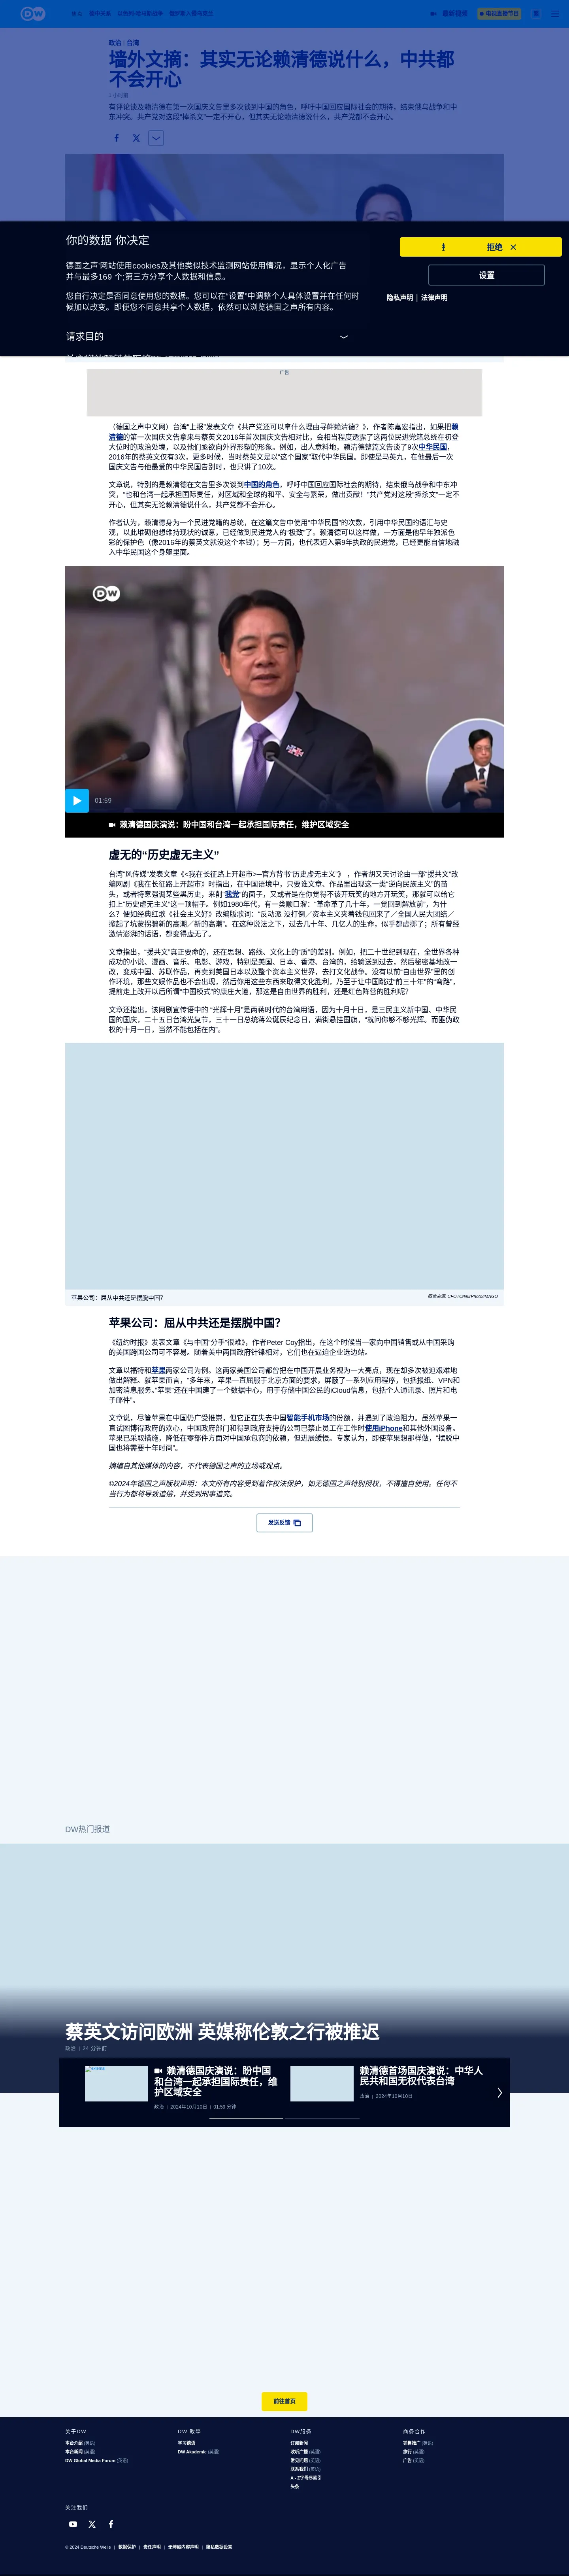 DW
德中关系
以色列-哈马斯战争
俄罗斯入侵乌克兰
最新视频
电视直播节目
政治 | 台湾
墙外文摘：其实无论赖清德说什么，中共都
不会开心
有评论谈及赖清德在第一次国庆文告里多次谈到中国的角色，呼吁中国回应国际社会的期待，结束俄乌战争和中
东冲突。共产党对这段“捧杀文”一定不开心，但其实无论赖清德说什么，共产党都不会开心。
你的数据 你决定
德国之声网站使用cookies及其他类似技术监测网站使用情况，显示个人化广告
并与最多169 个;第三方分享个人数据和信息。
您自行决定是否同意使用您的数据。您可以在“设置”中调整个人具体设置并在任何时
候加以改变。即使您不同意共享个人数据，依然可以浏览德国之声所有内容。
请求目的
拒绝
设置
隐私声明 | 法律声明
广告
（德国之声中文网）台湾“上报”发表文章《共产党还可以拿什么理由寻衅赖清德？》，作者陈嘉宏指出，如果把赖
清德的第一次国庆文告拿来与蔡英文2016年首次国庆文告相对比，会相当程度透露了这两位民进党籍总统在初登
大位时的政治处境，以及他们亟欲向外界形塑的形象。例如，出人意料地，赖清德整篇文告谈了9次中华民国，
2016年的蔡英文仅有3次，更多时候，当时蔡英文是以“这个国家”取代中华民国。即使是马英九，在他最后一次
国庆文告与他最爱的中华民国告别时，也只讲了10次。
文章说，特别的是赖清德在文告里多次谈到中国的角色，呼吁中国回应国际社会的期待，结束俄乌战争和中东冲
突，“也和台湾一起承担国际责任，对区域和全球的和平、安全与繁荣，做出贡献！”共产党对这段“捧杀文”一定不
开心，但其实无论赖清德说什么，共产党都不会开心。
作者认为，赖清德身为一个民进党籍的总统，在这篇文告中使用“中华民国”的次数，引用中华民国的语汇与史
观，以此堆砌他想维持现状的诚意，已经做到民进党人的“极致”了。赖清德可以这样做，一方面是他早年独派色
彩的保护色（像2016年的蔡英文就没这个本钱）；另一方面，也代表迈入第9年执政的民进党，已经更能自信地融
入中华民国这个身躯里面。
DW
01:59
赖清德国庆演说：盼中国和台湾一起承担国际责任，维护区域安全
虚无的“历史虚无主义”
台湾“风传媒”发表文章《<我在长征路上开超市>—官方背书“历史虚无主义”》 ，作者胡又天讨论由一部“援共文”改
编网剧《我在长征路上开超市》时指出，在中国语境中，只要谁文章、作品里出现这一类“逆向民族主义”的苗
头，或者转移重点强调某些黑历史，来削“我党”的面子，又或者是在你觉得不该开玩笑的地方开玩笑，那就可以给它
扣上“历史虚无主义”这一顶帽子。例如1980年代，有一类顺口溜：“革命革了几十年，一觉回到解放前”，为什
么？便如经典红歌《社会主义好》改编版歌词：“反动派 没打倒／资本主义夹着钱包回来了／全国人民大团结／
掀起了坑蒙拐骗新的高潮／新的高潮”。在这种说法之下，过去几十年、几亿人的生命，似乎都虚掷了；所有曾经
激情澎湃的话语，都变得虚无了。
文章指出，“援共文”真正要命的，还在思想、路线、文化上的“质”的差别。例如，把二十世纪到现在，全世界各种
成功的小说、漫画、音乐、电影、游戏，特别是美国、日本、香港、台湾的，给输送到过去，然后秘密基地改一
改，变成中国、苏联作品，再卖到美国日本以及整个资本主义世界，去打文化战争。没有以前“自由世界”里的创
作环境，那些文娱作品也不会出现，然后你用这些东西来取得文化胜利，乃至于让中国跳过“前三十年”的“弯路”，
提前走上改开以后所谓“中国模式”的康庄大道，那这是自由世界的胜利，还是红色阵营的胜利呢？
文章还指出，该网剧宣传语中的 “光辉十月”是两蒋时代的台湾用语，因为十月十日，是三民主义新中国、中华民
国的国庆，二十五日台湾光复节，三十一日总统蒋公诞辰纪念日，满街悬挂国旗，“就问你够不够光辉。而匪伪政
权的十月一日，当然不能包括在内”。
苹果公司：屈从中共还是摆脱中国？
图像来源: CFOTO/NurPhoto/IMAGO
苹果公司：屈从中共还是摆脱中国？
《纽约时报》发表文章《与中国“分手”很难》，作者Peter Coy指出，在这个时候当一家向中国销售或从中国采购
的美国跨国公司可不容易。随着美中两国政府针锋相对，它们也在逼迫企业选边站。
文章以福特和苹果两家公司为例。这两家美国公司都曾把在中国开展业务视为一大亮点，现在却多次被迫艰难地
做出解释。就苹果而言，“多年来，苹果一直屈服于北京方面的要求，屏蔽了一系列应用程序，包括报纸、VPN和
加密消息服务。”苹果“还在中国建了一个数据中心，用于存储中国公民的iCloud信息，包括个人通讯录、照片和电
子邮件”。
文章说，尽管苹果在中国仍广受推崇，但它正在失去中国智能手机市场的份额，并遇到了政治阻力。虽然苹果一
直试图博得政府的欢心，中国政府部门和得到政府支持的公司已禁止员工在工作时使用iPhone和其他外国设备。
苹果已采取措施，降低在零部件方面对中国承包商的依赖，但进展缓慢。专家认为，即使苹果想那样做，“摆脱中
国也将需要十年时间”。
摘编自其他媒体的内容，不代表德国之声的立场或观点。
©2024年德国之声版权声明：本文所有内容受到着作权法保护，如无德国之声特别授权，不得擅自使用。任何不
当行为都将导致追偿，并受到刑事追究。
发送反馈
DW热门报道
蔡英文访问欧洲 英媒称伦敦之行被推迟
政治 | 24 分钟前
赖清德国庆演说：盼中国
和台湾一起承担国际责任，维
护区域安全
政治 | 2024年10月10日 | 01:59 分钟
赖清德首场国庆演说：中华人
民共和国无权代表台湾
政治 | 2024年10月10日
前往首页
关于DW
本台介绍 (英语)
本台新闻 (英语)
DW Global Media Forum (英语)
DW 教学
学习德语
DW Akademie (英语)
DW服务
订阅新闻
收听广播 (英语)
常见问题 (英语)
联系我们 (英语)
A - Z字母序索引
头条
商务合作
销售推广 (英语)
旅行 (英语)
广告 (英语)
关注我们
© 2024 Deutsche Welle | 数据保护 | 责任声明 | 无障碍内容声明 | 隐私数据设置